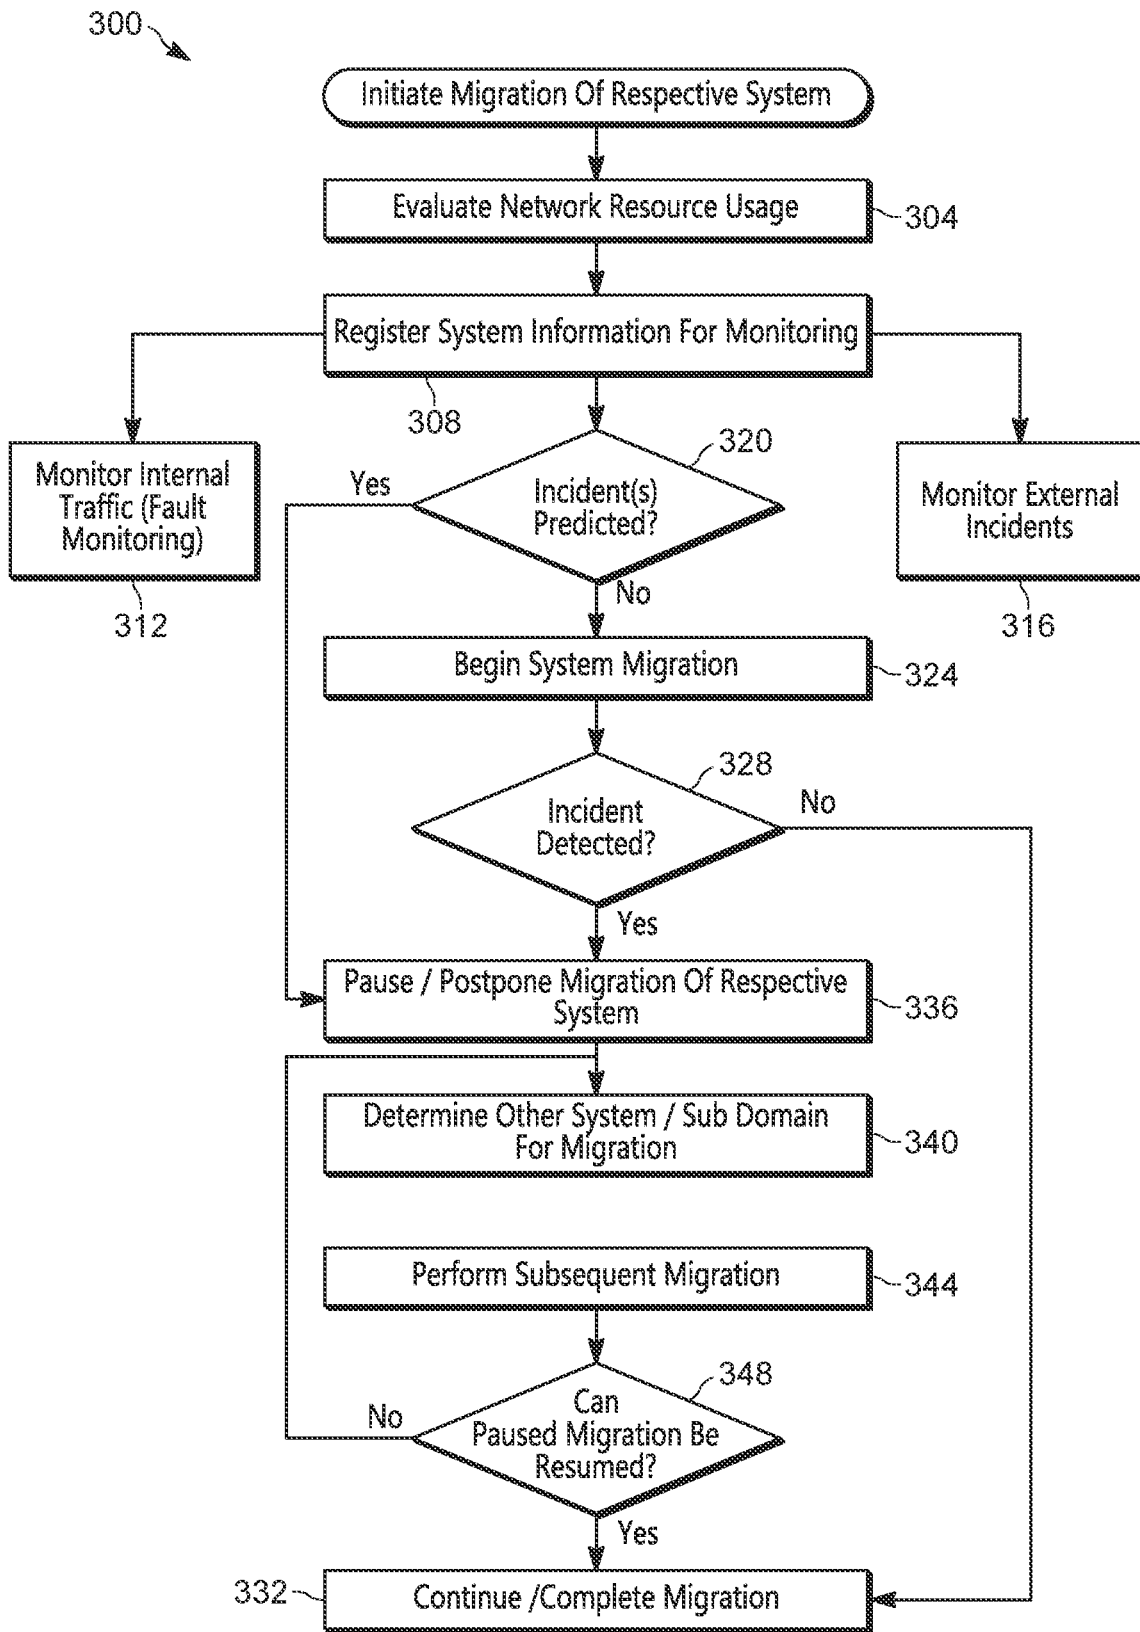 300
Initiate Migration Of Respective System
Evaluate Network Resource Usage
304
Register System Information For Monitoring
308
320
Yes
Incident(s)
Predicted?
Monitor Internal
Traffic (Fault
Monitoring)
312
Monitor External
Incidents
316
No
Begin System Migration
324
328
Incident
Detected?
No
Yes
Pause / Postpone Migration Of Respective
System
336
Determine Other System / Sub Domain
For Migration
340
Perform Subsequent Migration
344
348
Can
Paused Migration Be
Resumed?
No
Yes
332
Continue /Complete Migration